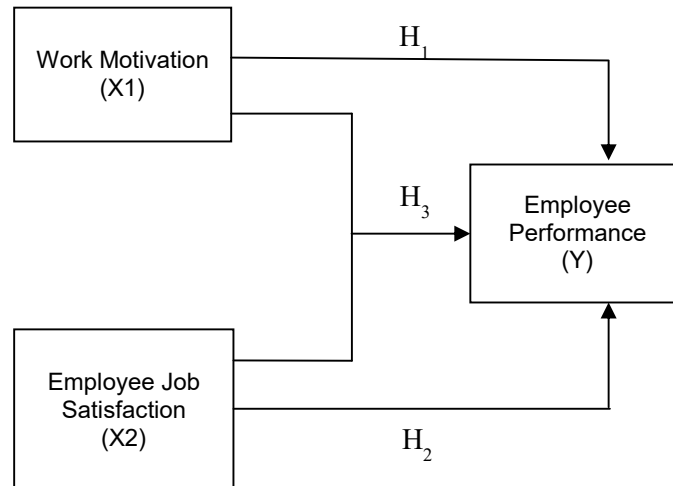 Work Motivation
(X1)
H₁
H₃
Employee
Performance
(Y)
Employee Job
Satisfaction
(X2)
H₂